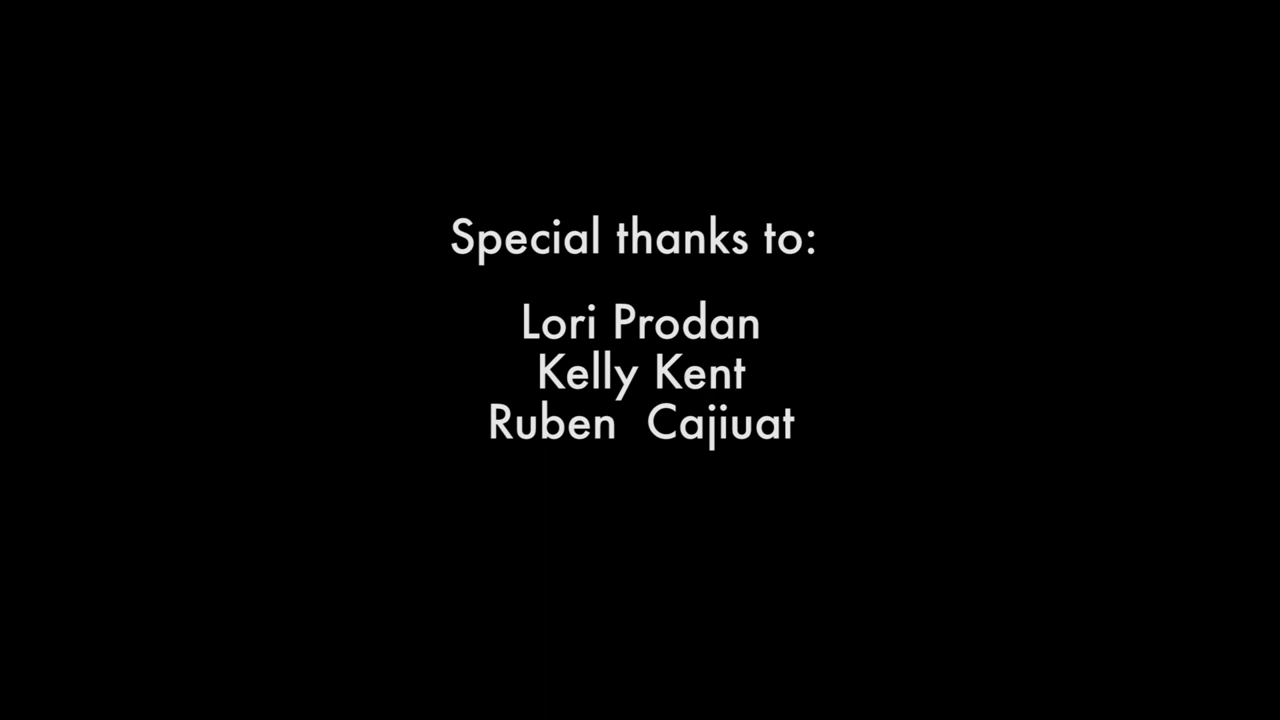 Special thanks to:
Lori Prodan
Kelly Kent
Ruben  Cajiuat